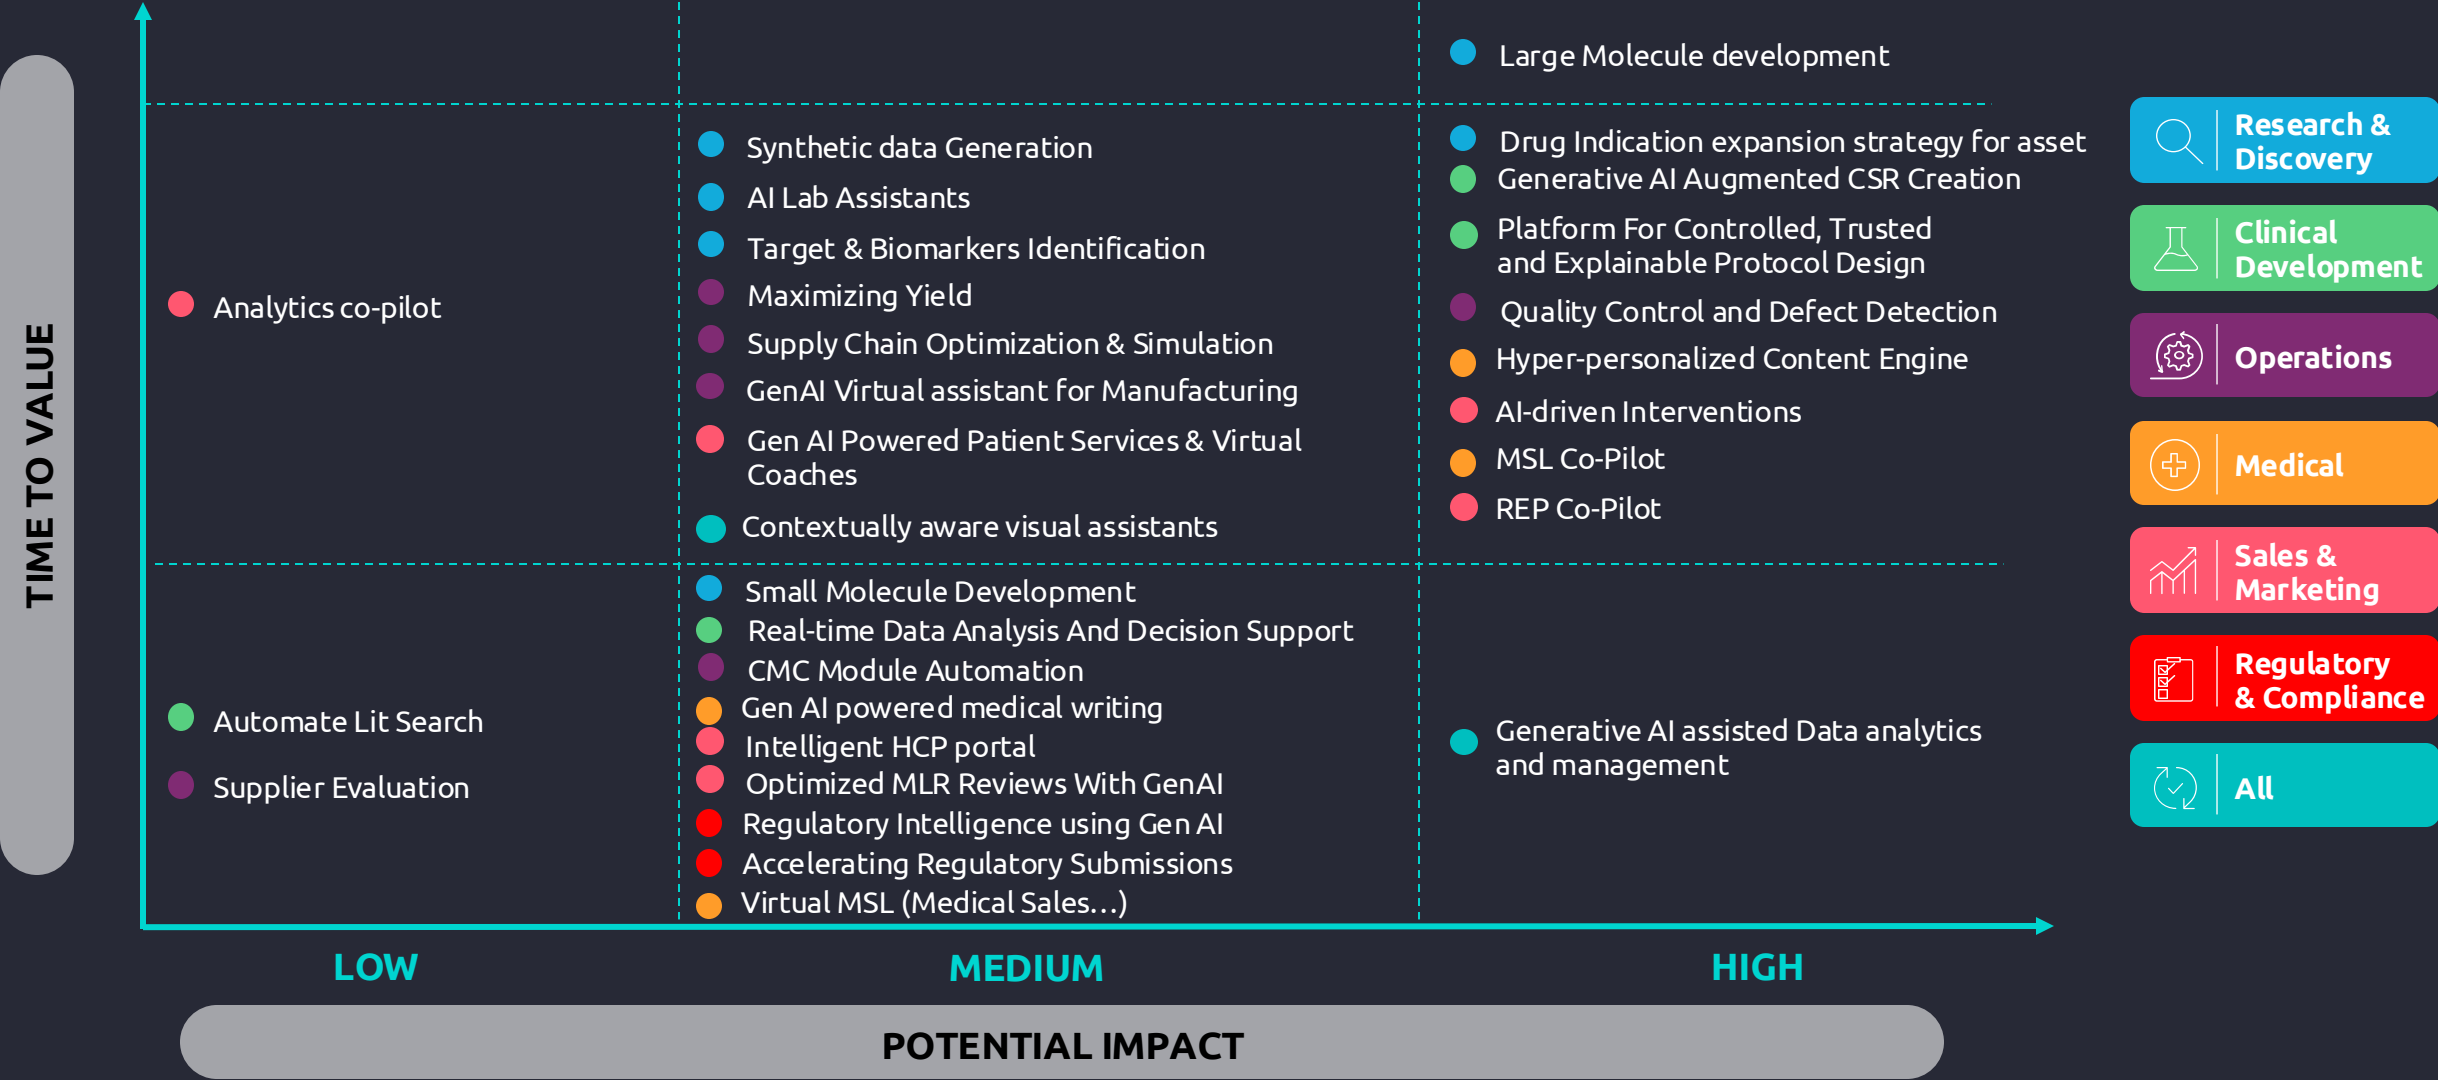 TIME TO VALUE
Large Molecule development
Analytics co-pilot
Synthetic data Generation
AI Lab Assistants
Target & Biomarkers Identification
Maximizing Yield
Supply Chain Optimization & Simulation
GenAI Virtual assistant for Manufacturing
Gen AI Powered Patient Services & Virtual
Coaches
Contextually aware visual assistants
Drug Indication expansion strategy for asset
Generative AI Augmented CSR Creation
Platform For Controlled, Trusted
and Explainable Protocol Design
Quality Control and Defect Detection
Hyper-personalized Content Engine
AI-driven Interventions
MSL Co-Pilot
REP Co-Pilot
Automate Lit Search
Supplier Evaluation
Small Molecule Development
Real-time Data Analysis And Decision Support
CMC Module Automation
Gen AI powered medical writing
Intelligent HCP portal
Optimized MLR Reviews With GenAI
Regulatory Intelligence using Gen AI
Accelerating Regulatory Submissions
Virtual MSL (Medical Sales...)
Generative AI assisted Data analytics
and management
LOW
MEDIUM
HIGH
POTENTIAL IMPACT
Research &
Discovery
Clinical
Development
Operations
Medical
Sales &
Marketing
Regulatory
& Compliance
All